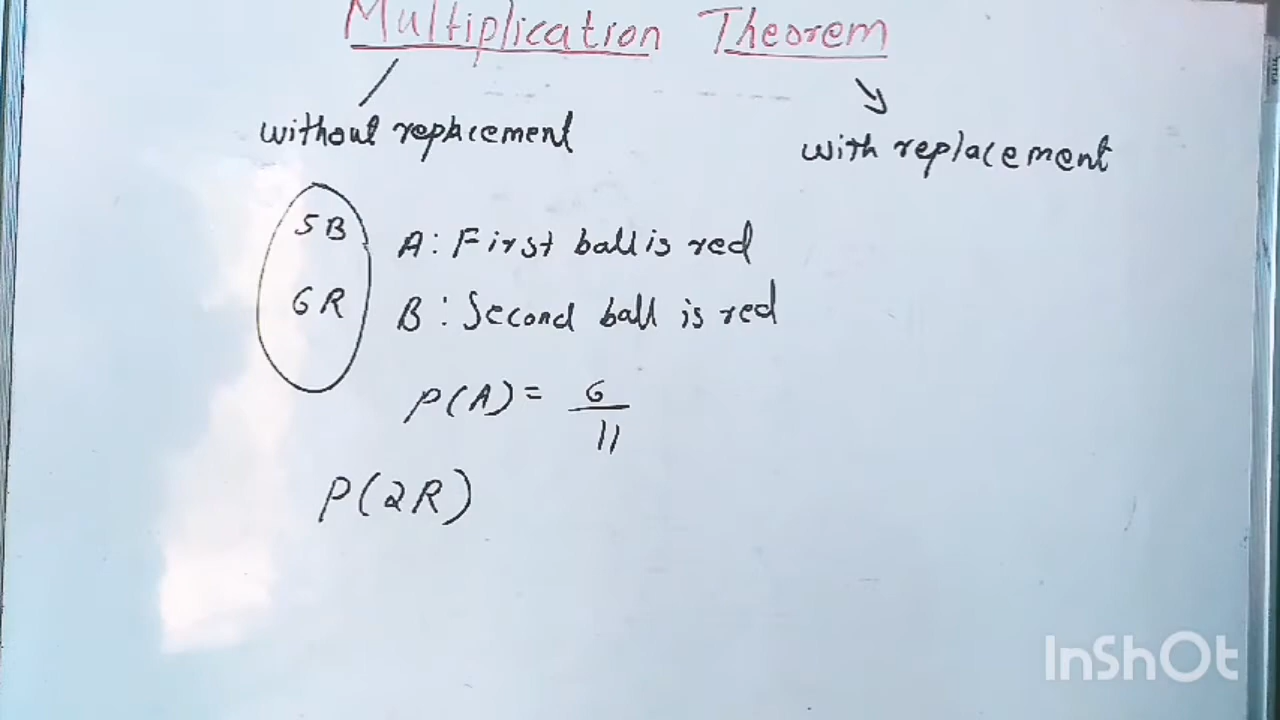 Multiplication Theorem
without replacement
with replacement
5B
A: First ball is red
6R
B: Second ball is red
P(A) = 6/11
P(2R)
InShOt